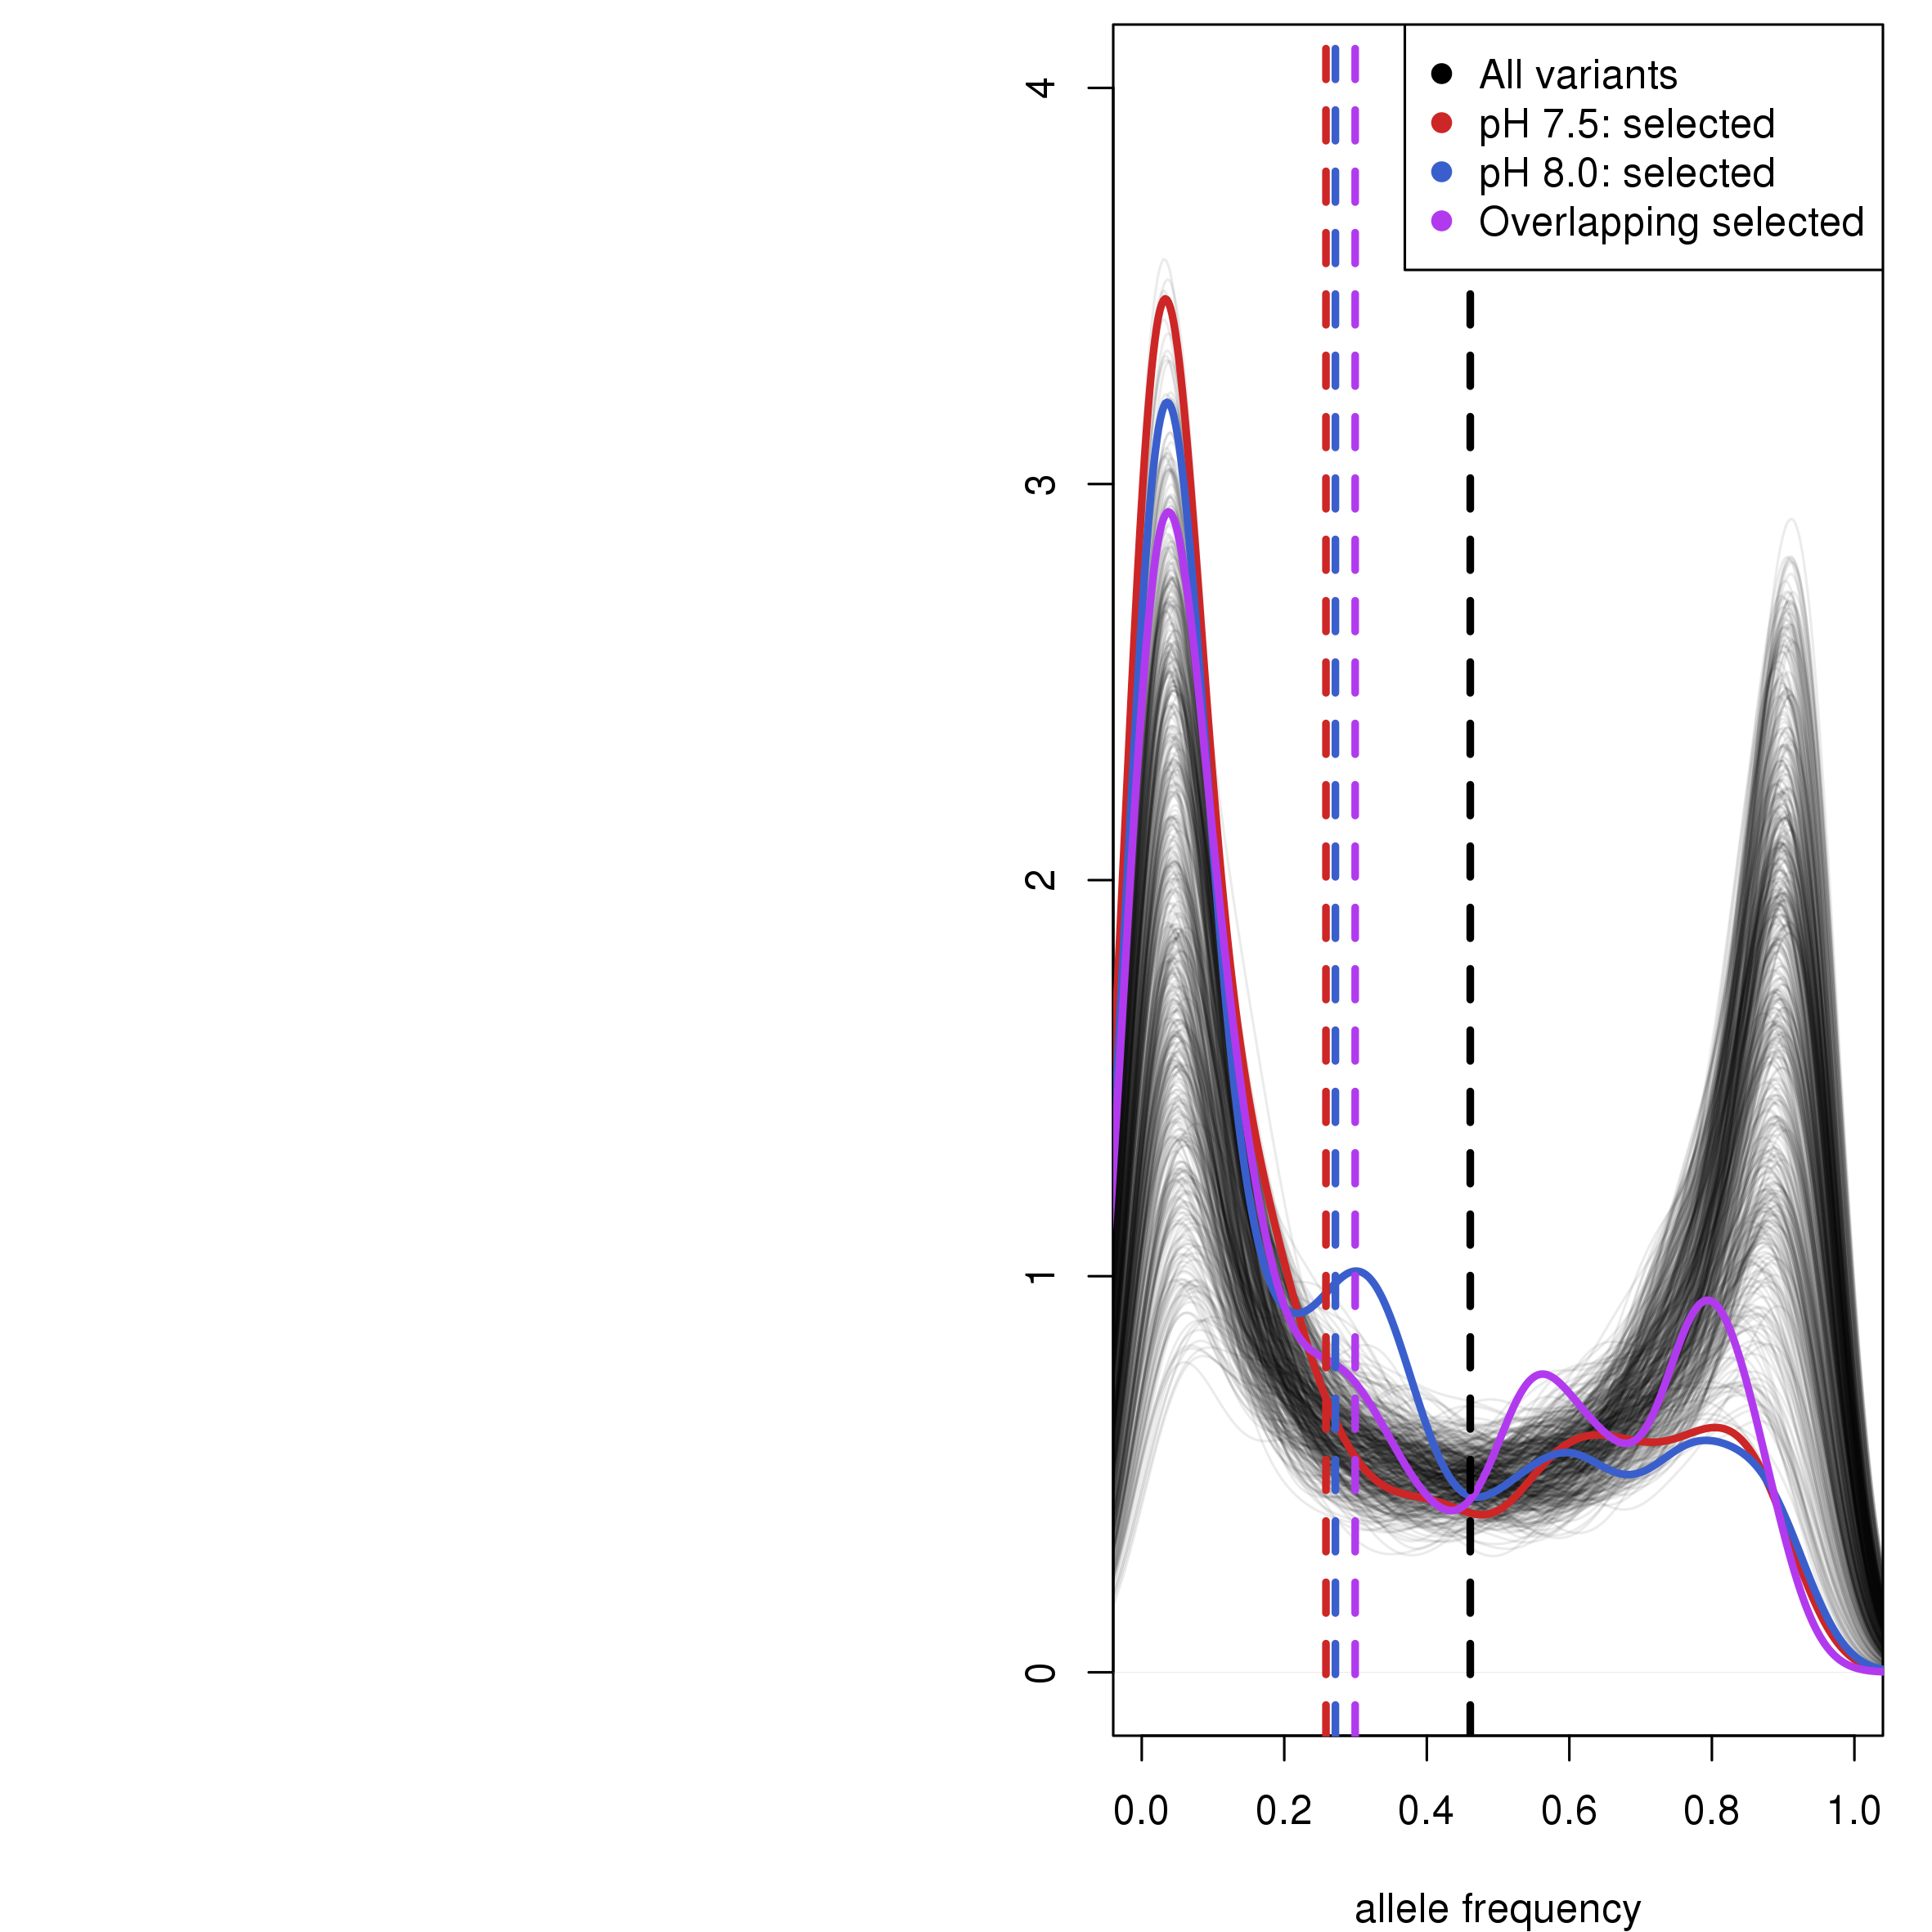 All variants
pH 7.5: selected
pH 8.0: selected
Overlapping selected
4
3
2
1
0
0.0 0.2 0.4 0.6 0.8 1.0
allele frequency